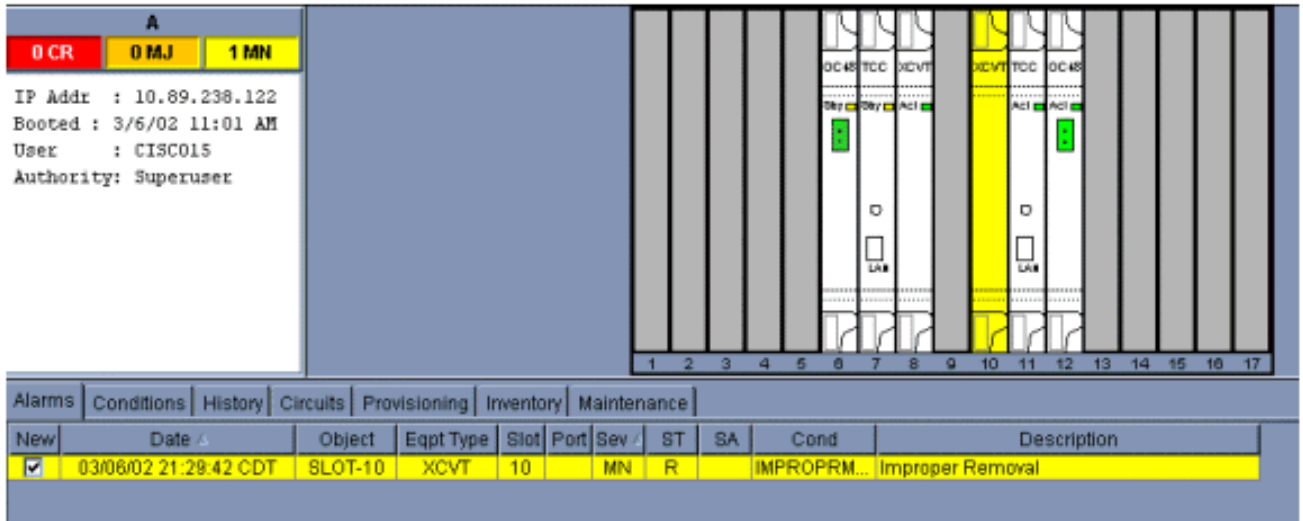 A
0 CR 0 MJ 1 MN
IP Addr : 10.89.238.122
Booted : 3/6/02 11:01 AM
User : CISCO15
Authority: Superuser
OC48 TCC XCVT XCVT TCC OC48
Sby Sby Act Act Act
LAN LAN
1 2 3 4 5 6 7 8 9 10 11 12 13 14 15 16 17
Alarms Conditions History Circuits Provisioning Inventory Maintenance
New Date Object Eqpt Type Slot Port Sev ST SA Cond Description
03/06/02 21:29:42 CDT SLOT-10 XCVT 10 MN R IMPROPRM... Improper Removal